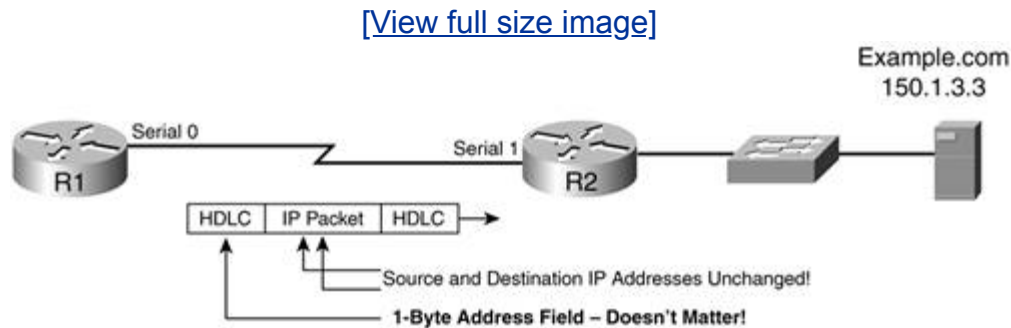 [View full size image]
Example.com
150.1.3.3
Serial 0
Serial 1
R1
R2
HDLC IP Packet HDLC
Source and Destination IP Addresses Unchanged!
1-Byte Address Field – Doesn't Matter!